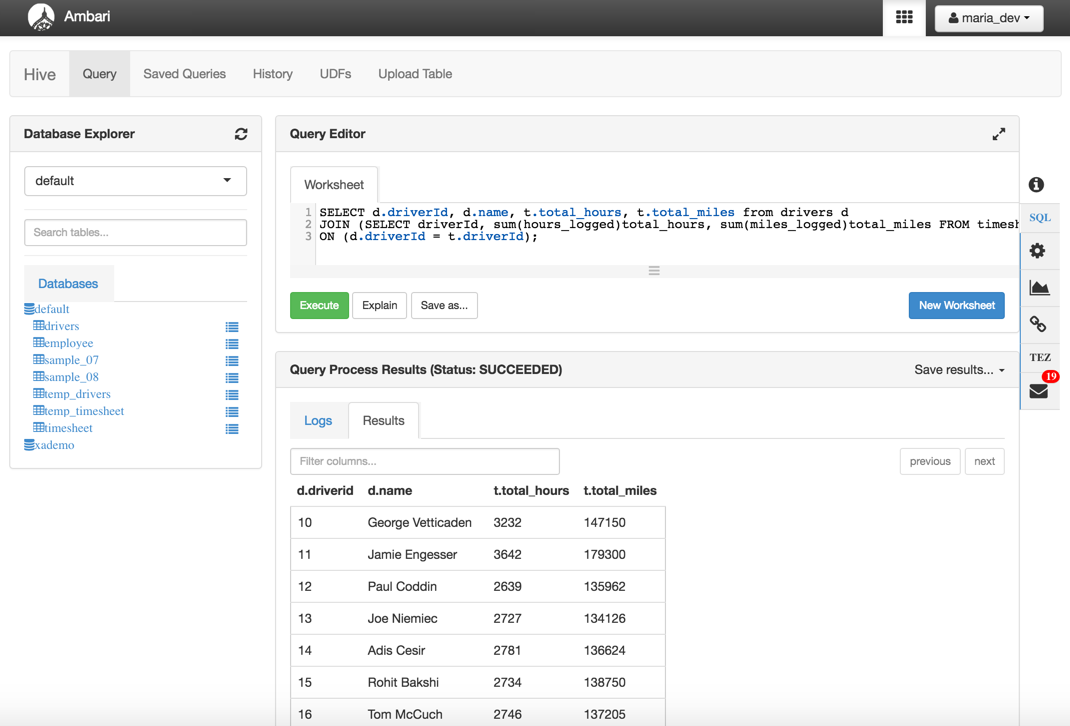 Ambari
maria_dev
Hive Query Saved Queries History UDFs Upload Table
Database Explorer
default
Search tables...
Databases
default
drivers
employee
sample_07
sample_08
temp_drivers
temp_timesheet
timesheet
xademo
Query Editor
Worksheet
1 SELECT d.driverId, d.name, t.total_hours, t.total_miles from drivers d
2 JOIN (SELECT driverId, sum(hours_logged)total_hours, sum(miles_logged)total_miles FROM timesh
3 ON (d.driverId = t.driverId);
Execute Explain Save as... New Worksheet
Query Process Results (Status: SUCCEEDED) Save results...
Logs Results
Filter columns... previous next
d.driverid d.name t.total_hours t.total_miles
10 George Vetticaden 3232 147150
11 Jamie Engesser 3642 179300
12 Paul Coddin 2639 135962
13 Joe Niemiec 2727 134126
14 Adis Cesir 2781 136624
15 Rohit Bakshi 2734 138750
16 Tom McCuch 2746 137205
SQL
TEZ
19